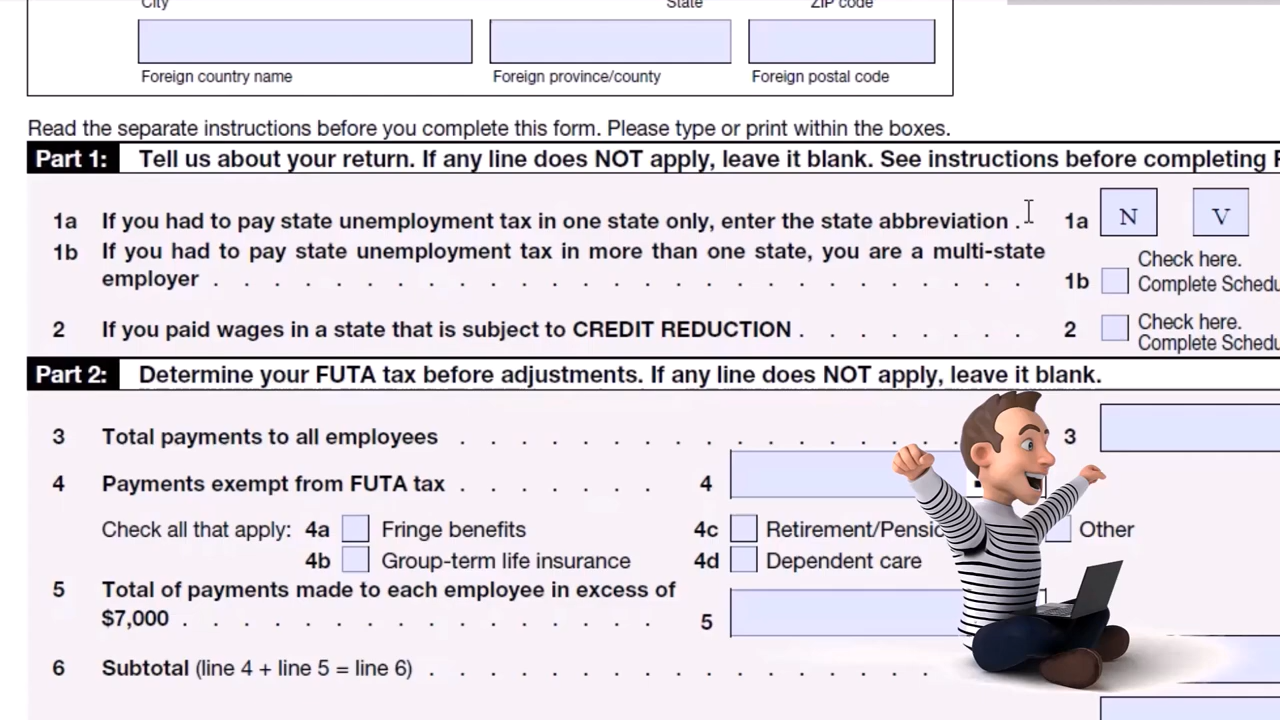 City State ZIP code
Foreign country name Foreign province/county Foreign postal code
Read the separate instructions before you complete this form. Please type or print within the boxes.
Part 1: Tell us about your return. If any line does NOT apply, leave it blank. See instructions before completing
1a If you had to pay state unemployment tax in one state only, enter the state abbreviation . 1a N V
1b If you had to pay state unemployment tax in more than one state, you are a multi-state
employer . . . . . . . . . . . . . . . . . . . . . . . . . . . 1b Check here.
Complete
2 If you paid wages in a state that is subject to CREDIT REDUCTION . . . . . . . . 2 Check here.
Complete
Part 2: Determine your FUTA tax before adjustments. If any line does NOT apply, leave it blank.
3 Total payments to all employees . . . . . . . . . . . . . . . . . 3
4 Payments exempt from FUTA tax . . . . . . . 4
Check all that apply: 4a Fringe benefits 4c Other
4b Group-term life insurance 4d Dependent care
5 Total of payments made to each employee in excess of
$7,000 . . . . . . . . . . . . . . . . 5
6 Subtotal (line 4 + line 5 = line 6) . . . . . . . . . . . . . . . . .